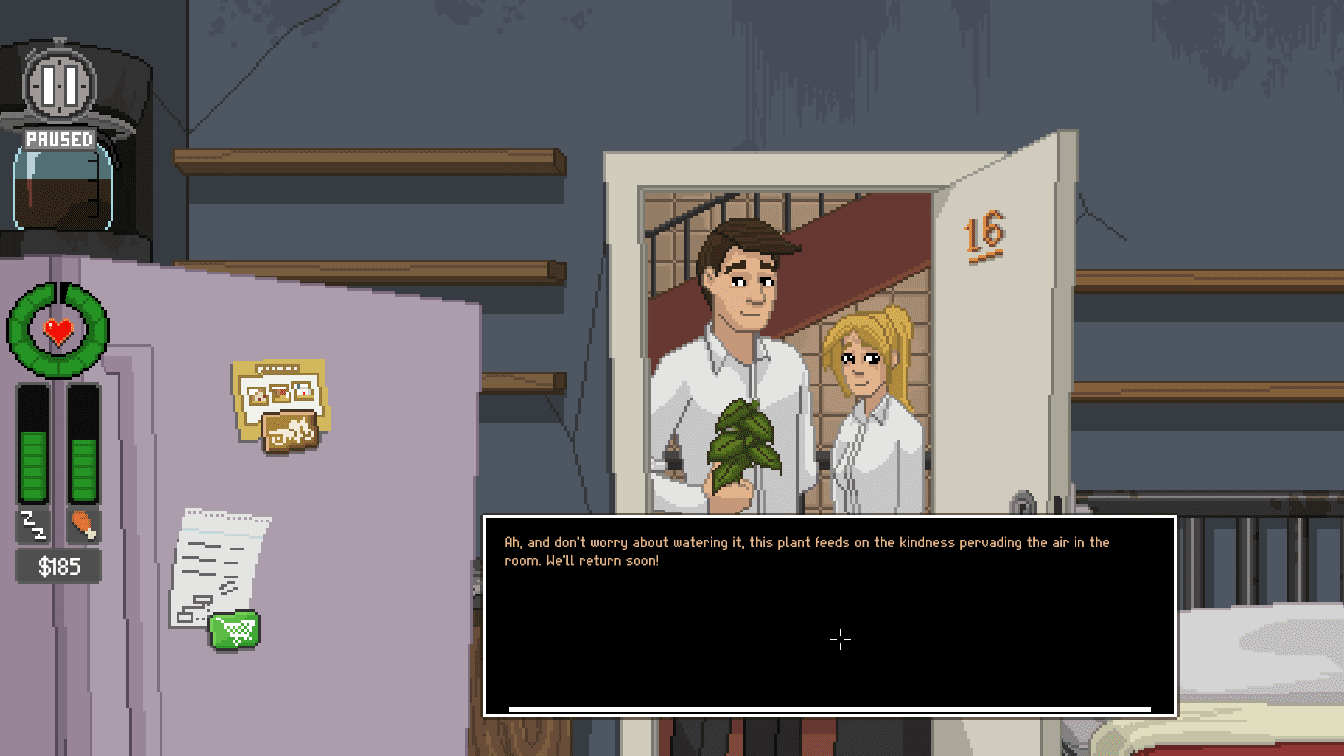 PAUSED
16
$185
Ah, and don't worry about watering it, this plant feeds on the kindness pervading the air in the
room. We'll return soon!